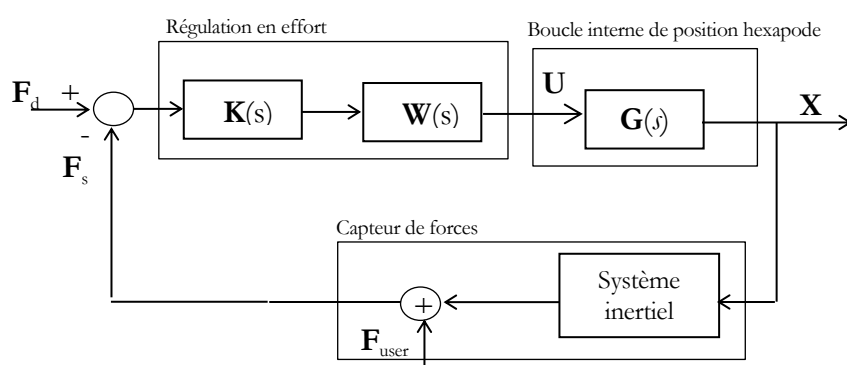 Régulation en effort
Boucle interne de position hexapode
F_d
+
-
K(s)
W(s)
U
G(s)
X
F_s
Capteur de forces
Système
inertiel
+
F_user